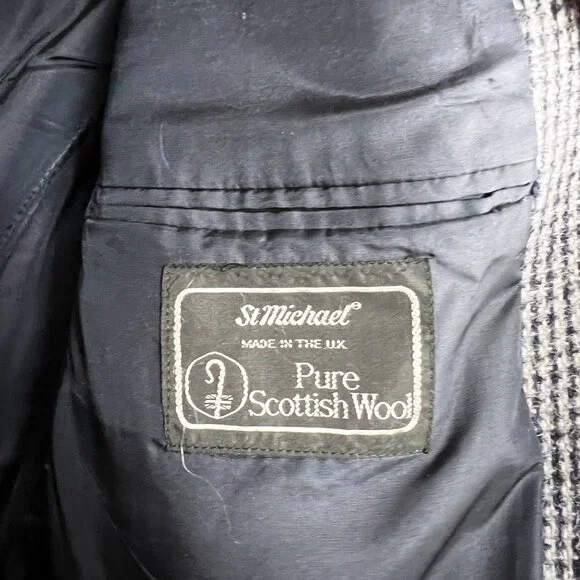 St Michael®
MADE IN THE U.K
Pure
Scottish Wool